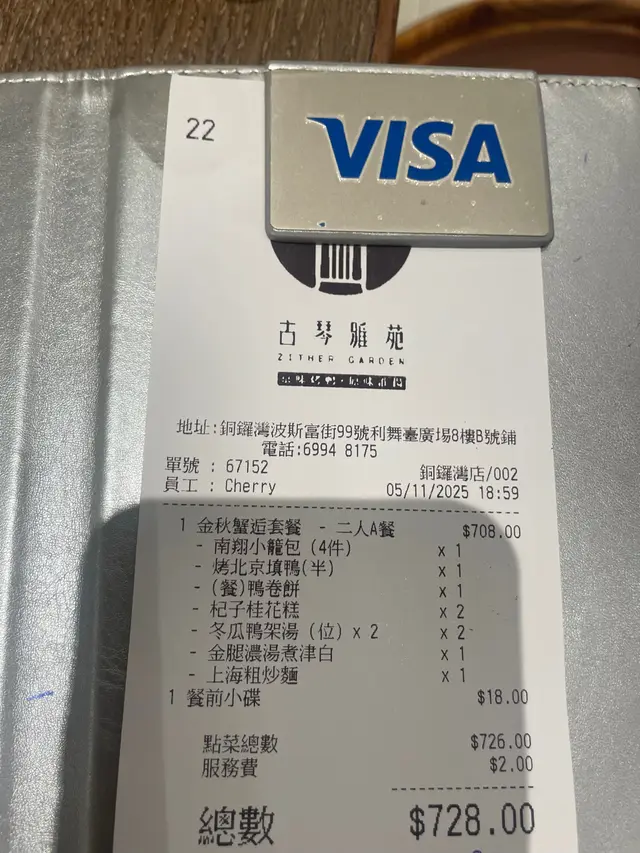 22
VISA
古琴雅苑
ZITHER GARDEN
地址:銅鑼灣波斯富街99號利舞臺廣場8樓B號鋪
電話:6994 8175
單號 : 67152 銅鑼灣店/002
員工 : Cherry 05/11/2025 18:59
1 金秋蟹逅套餐 - 二人A餐 $708.00
- 南翔小籠包 (4件) x 1
- 烤北京填鴨(半) x 1
- (餐)鴨卷餅 x 1
- 杞子桂花糕 x 2
- 冬瓜鴨架湯 (位) x 2 x 2
- 金腿濃湯煮津白 x 1
- 上海粗炒麵 x 1
1 餐前小碟 $18.00
點菜總數 $726.00
服務費 $2.00
總數 $728.00